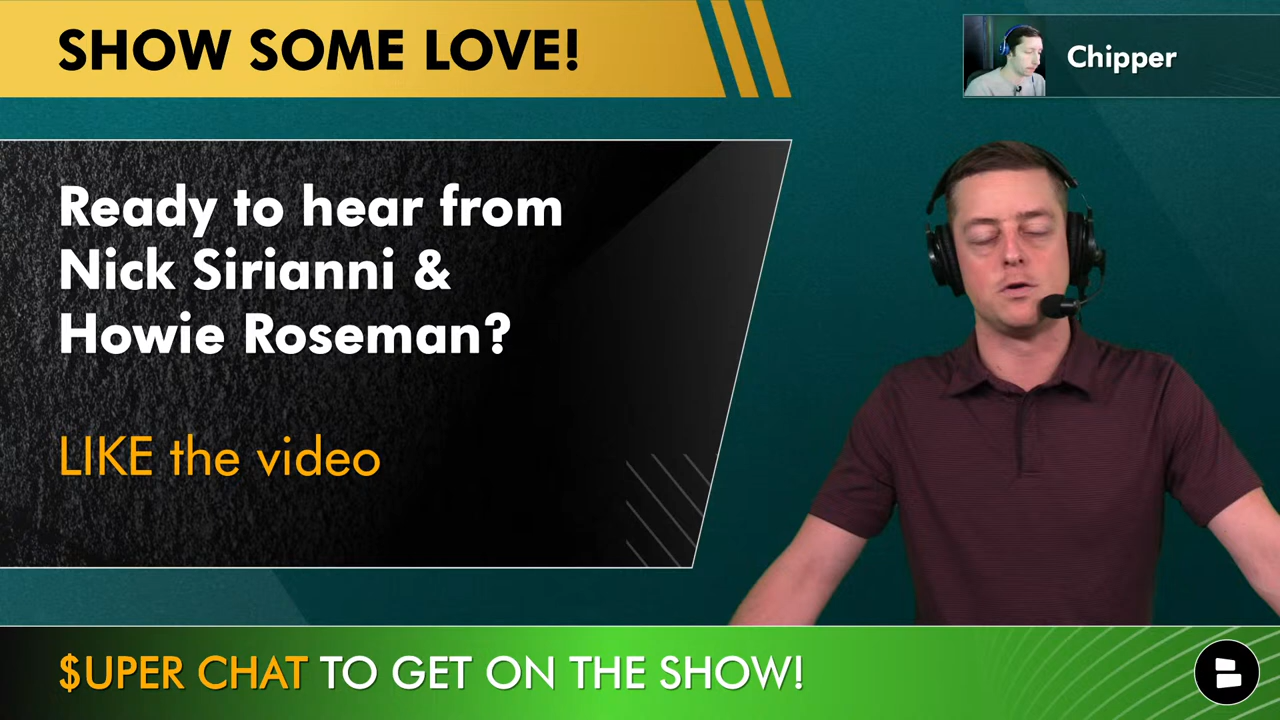 SHOW SOME LOVE!
Chipper
Ready to hear from
Nick Sirianni &
Howie Roseman?
LIKE the video
$UPER CHAT TO GET ON THE SHOW!